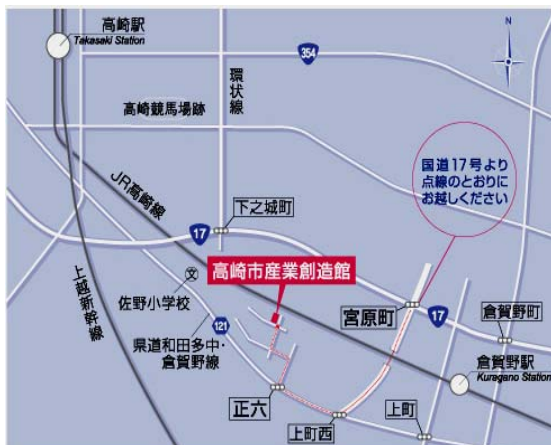 高崎駅
Takasaki Station
N
354
環状線
高崎競馬場跡
国道17号より
点線のとおりに
お越しください
JR高崎線
下之城町
17
文
高崎市産業創造館
佐野小学校
宮原町
17
倉賀野町
上越新幹線
121
県道和田多中・
倉賀野線
倉賀野駅
Kuragano Station
正六
上町西
上町